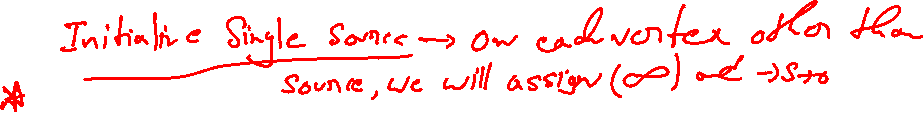 Initialize Single Source → on each vertex other than
source, we will assign (∞) and → S → 0